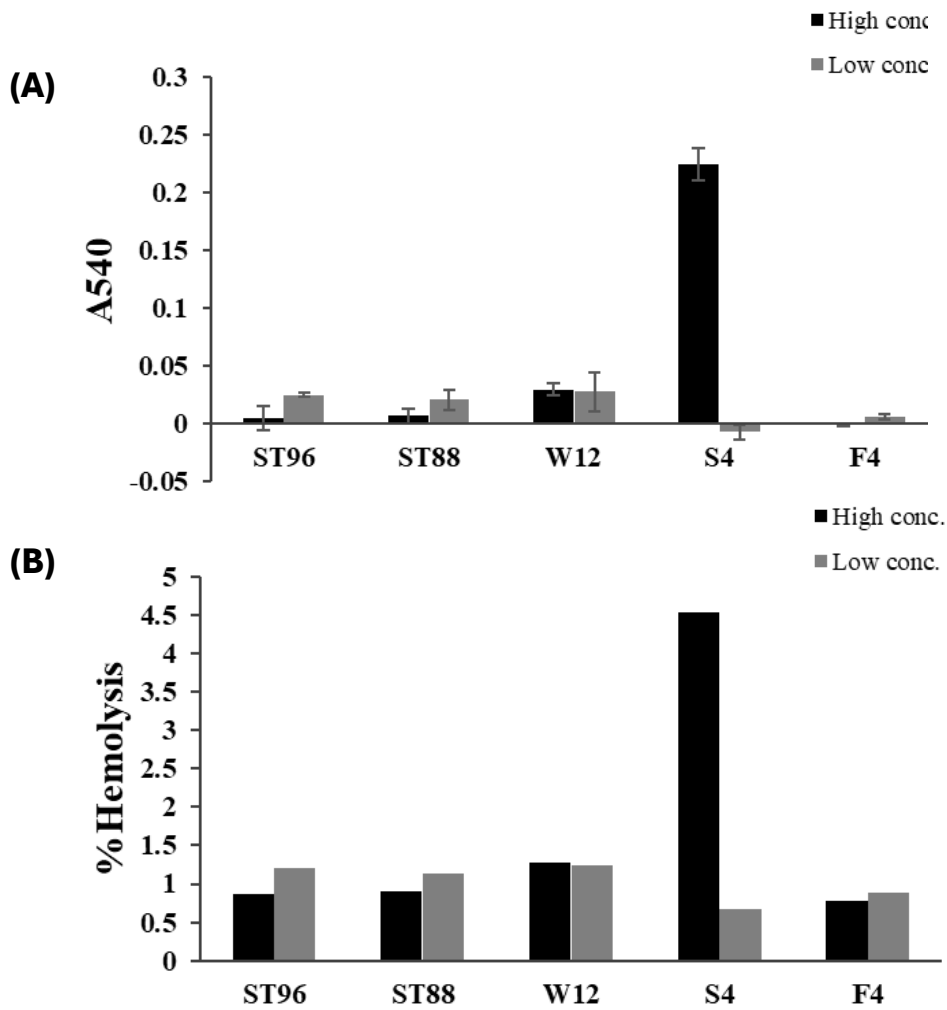 High conc
Low conc
(A)
0.3
0.25
0.2
0.15
0.1
0.05
0
-0.05
A540
ST96 ST88 W12 S4 F4
High conc.
Low conc.
(B)
5
4.5
4
3.5
3
2.5
2
1.5
1
0.5
0
%Hemolysis
ST96 ST88 W12 S4 F4